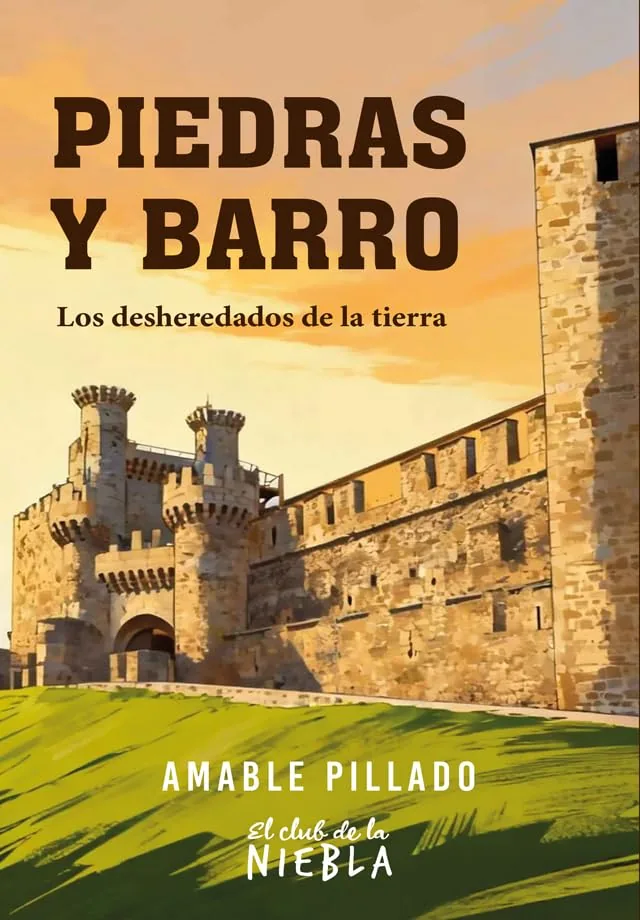 PIEDRAS
Y BARRO
Los desheredados de la tierra
AMABLE PILLADO
El club de la
NIEBLA